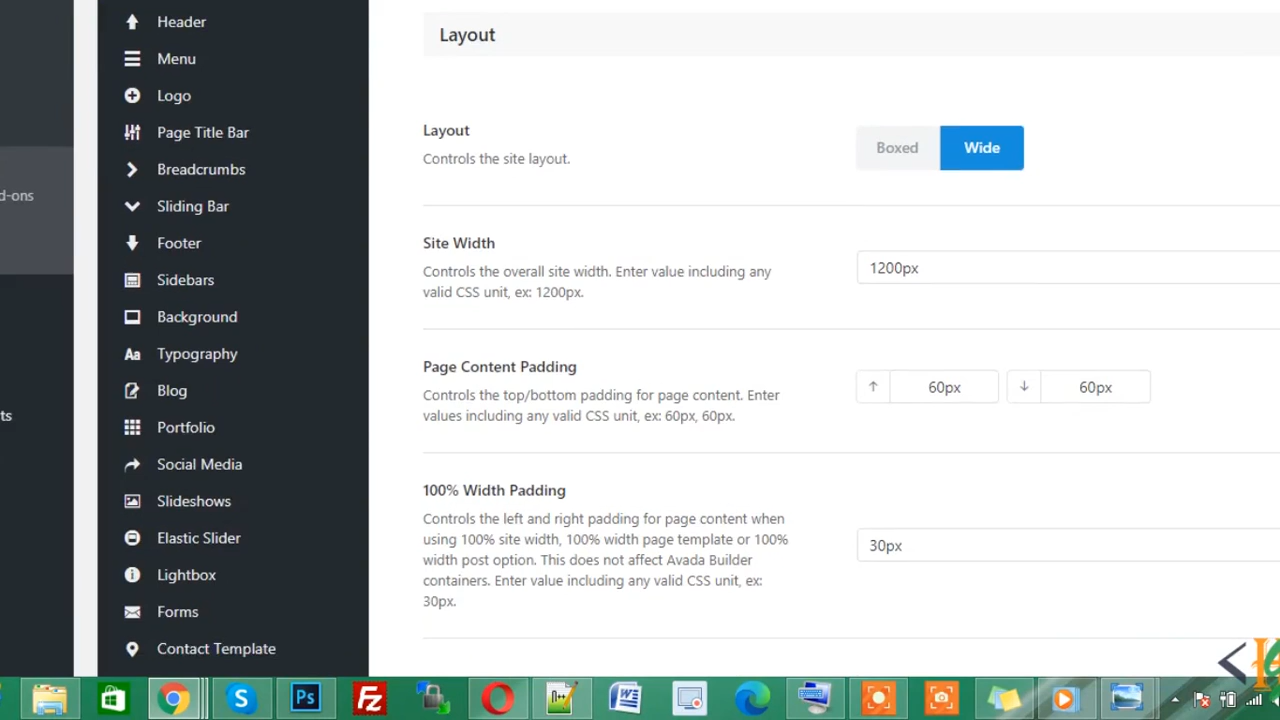 Header
Menu
Logo
Page Title Bar
Breadcrumbs
Sliding Bar
Footer
Sidebars
Background
Aa Typography
Blog
Portfolio
Social Media
Slideshows
Elastic Slider
Lightbox
Forms
Contact Template
d-ons
ts
Layout
Layout
Controls the site layout.
Boxed Wide
Site Width
Controls the overall site width. Enter value including any
valid CSS unit, ex: 1200px.
1200px
Page Content Padding
Controls the top/bottom padding for page content. Enter
values including any valid CSS unit, ex: 60px, 60px.
60px 60px
100% Width Padding
Controls the left and right padding for page content when
using 100% site width, 100% width page template or 100%
width post option. This does not affect Avada Builder
containers. Enter value including any valid CSS unit, ex:
30px.
30px
S Ps Fz W